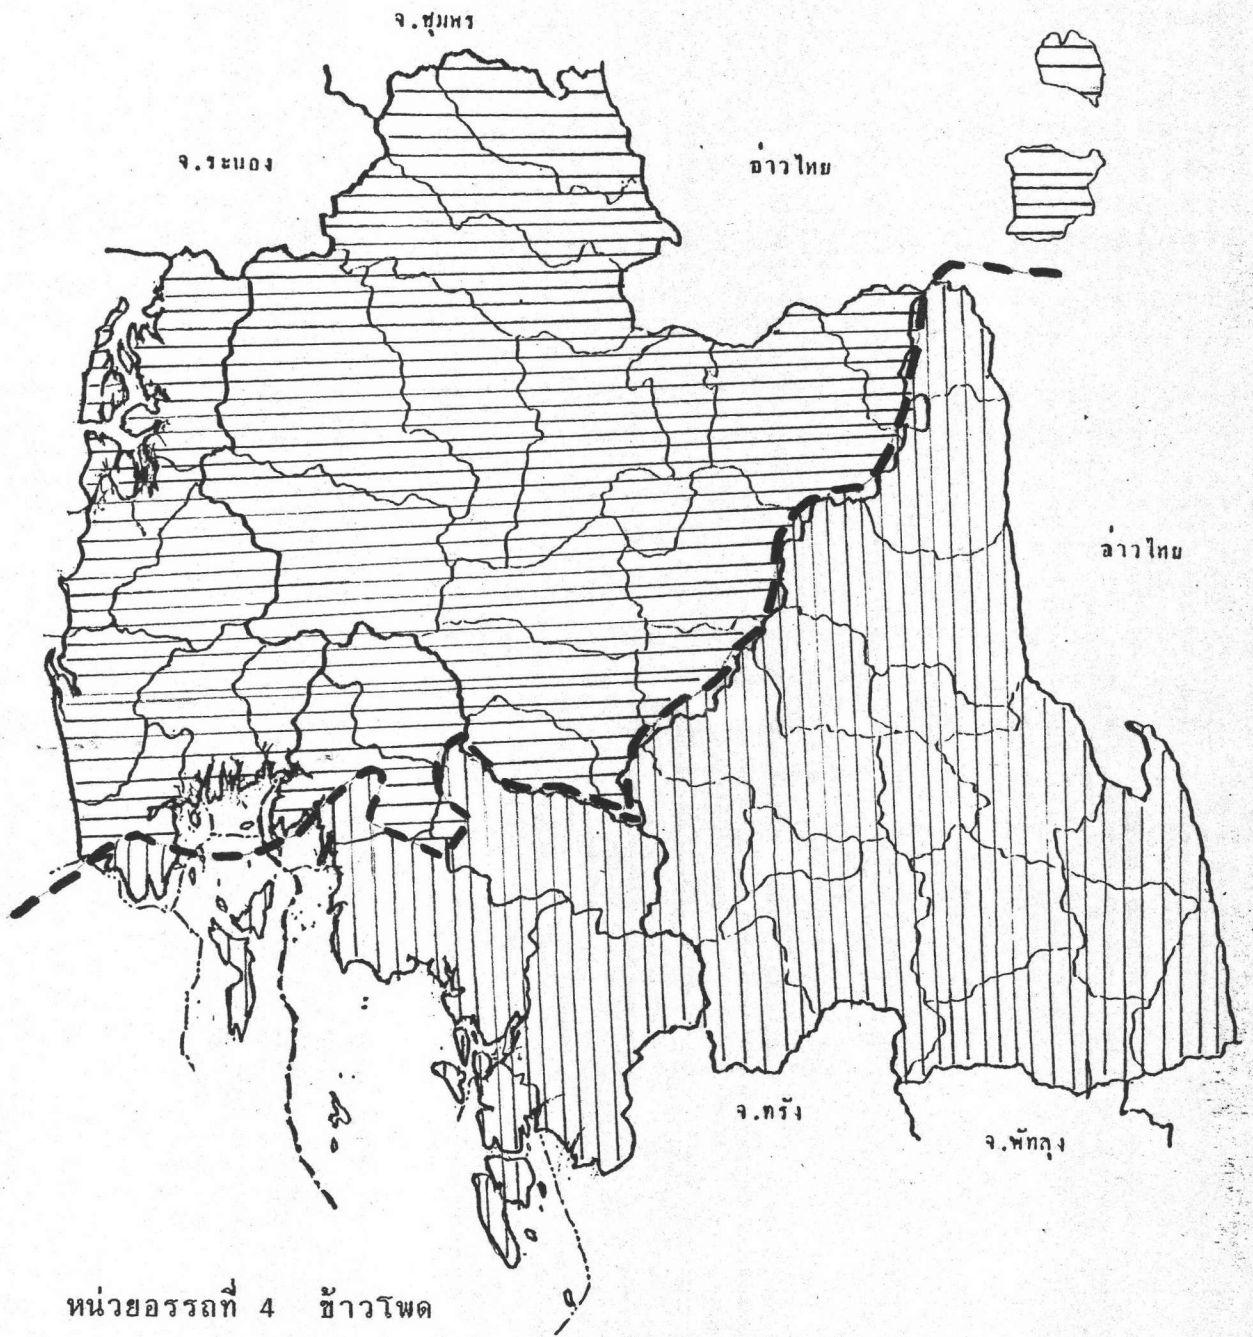 จ.ชุมพร
จ.ระนอง
อ่าวไทย
อ่าวไทย
จ.ตรัง
จ.พัทลุง
หน่วยอรรถที่ 4 ข้าวโพด